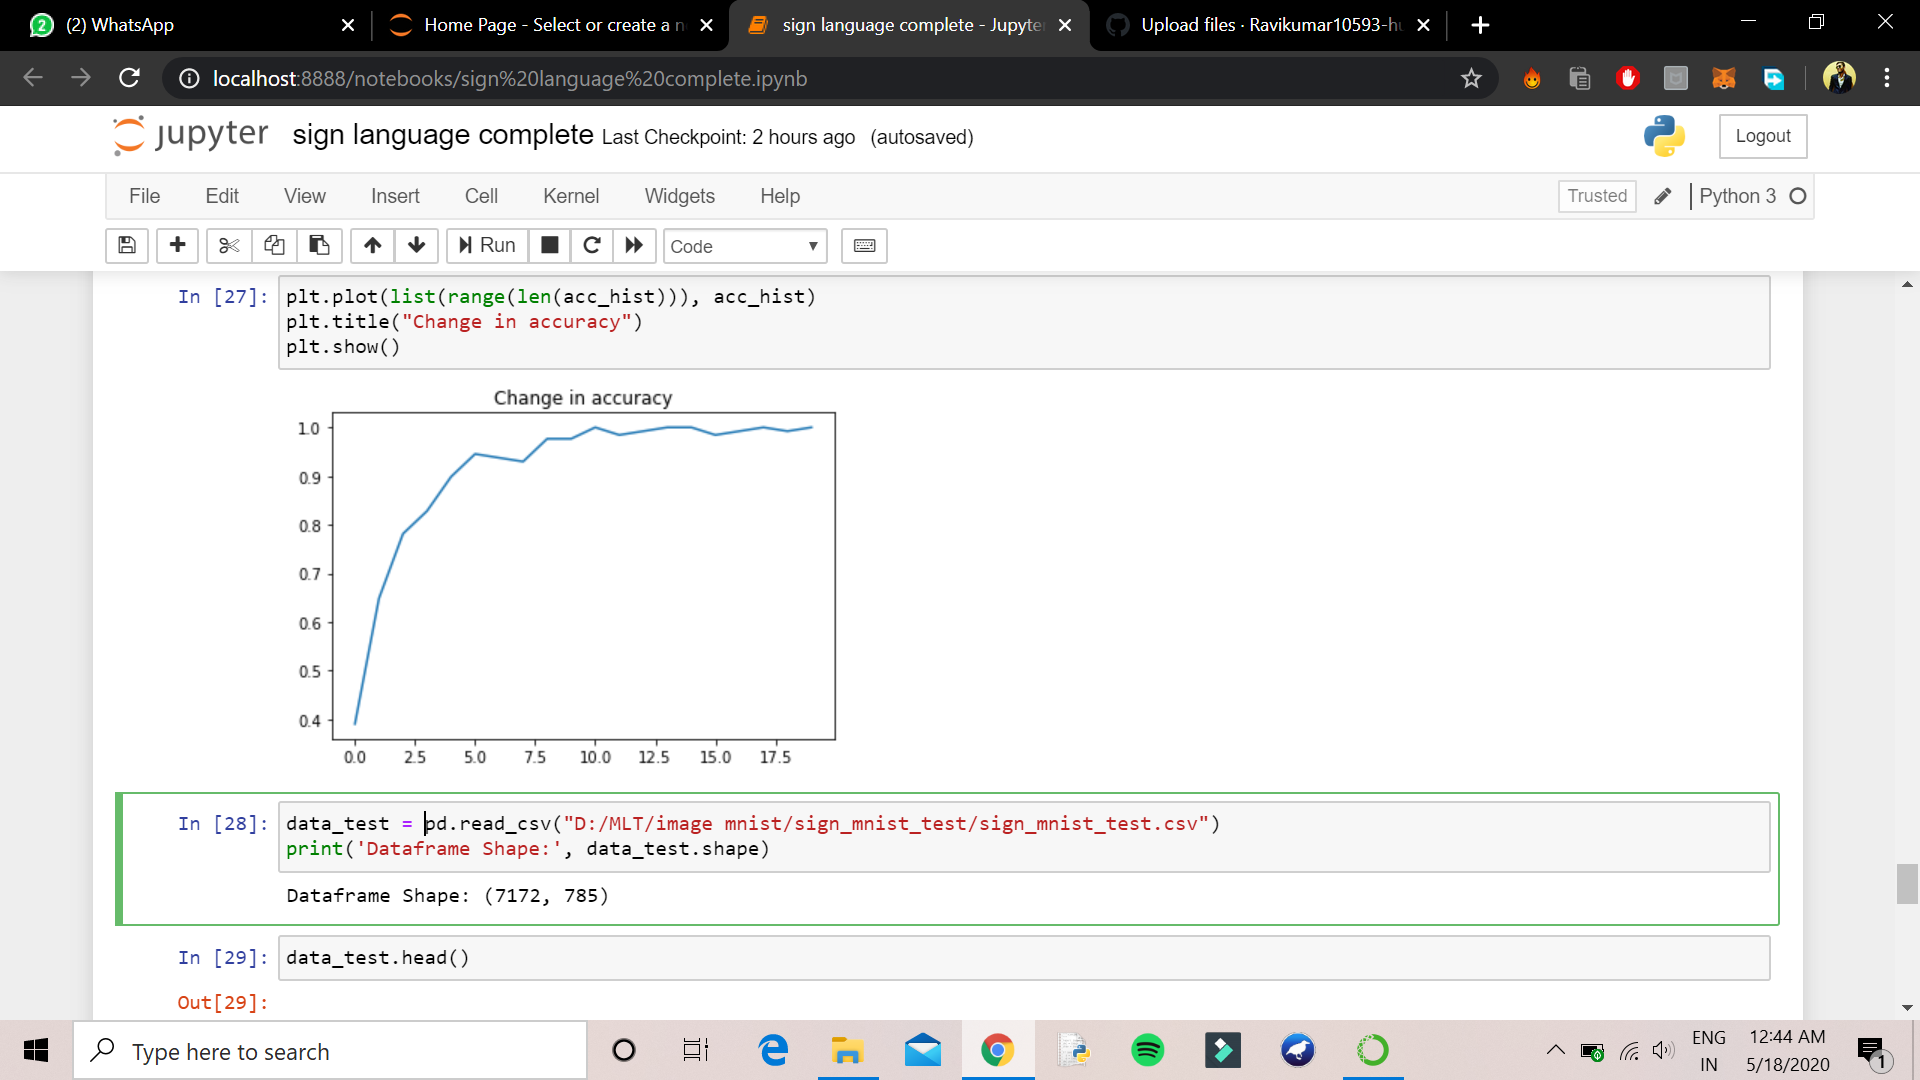 2
(2) WhatsApp
Home Page - Select or create a n
sign language complete - Jupyter
Upload files · Ravikumar10593-hu
localhost:8888/notebooks/sign%20language%20complete.ipynb
jupyter sign language complete Last Checkpoint: 2 hours ago (autosaved)
Logout
File Edit View Insert Cell Kernel Widgets Help
Trusted Python 3
Run Code
In [27]: plt.plot(list(range(len(acc_hist))), acc_hist)
plt.title("Change in accuracy")
plt.show()
Change in accuracy
1.0
0.9
0.8
0.7
0.6
0.5
0.4
0.0 2.5 5.0 7.5 10.0 12.5 15.0 17.5
In [28]: data_test = pd.read_csv("D:/MLT/image mnist/sign_mnist_test/sign_mnist_test.csv")
print('Dataframe Shape:', data_test.shape)
Dataframe Shape: (7172, 785)
In [29]: data_test.head()
Out[29]:
Type here to search
ENG
IN
12:44 AM
5/18/2020
1